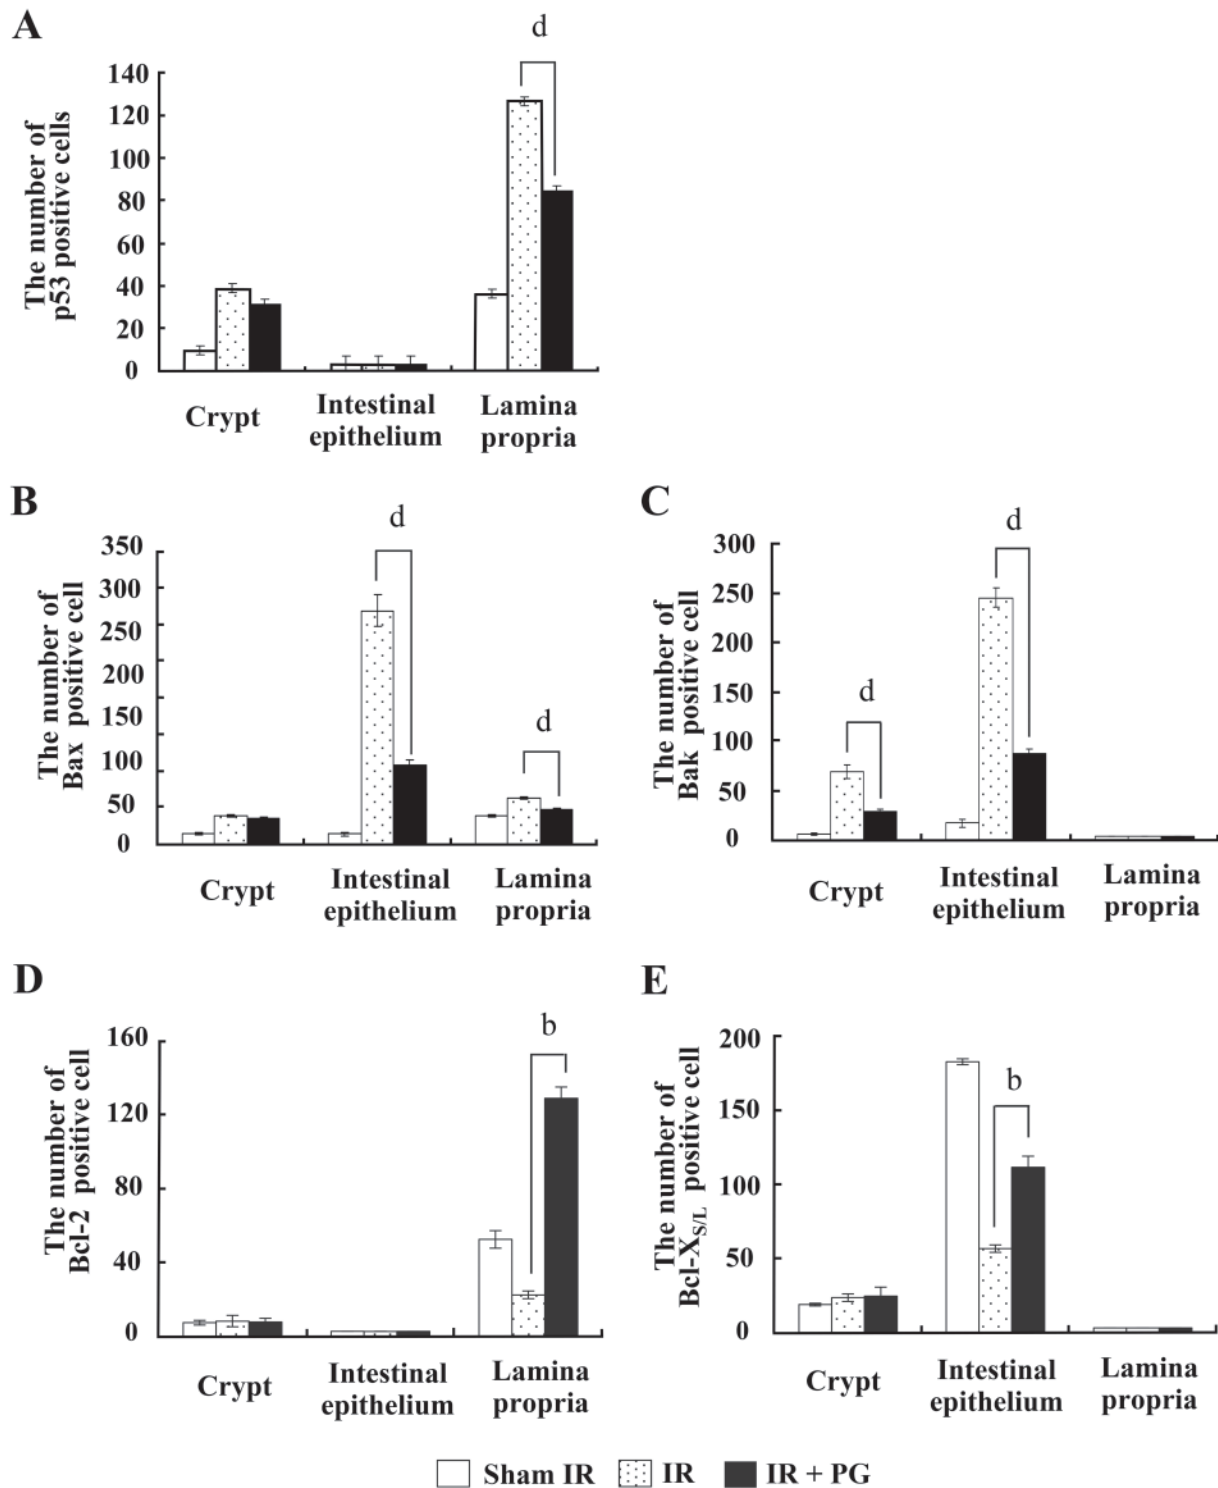 A
d
The number of
p53 positive cells
140
120
100
80
60
40
20
0
Crypt
Intestinal
epithelium
Lamina
propria
B
d
d
The number of
Bax positive cell
350
300
250
200
150
100
50
0
Crypt
Intestinal
epithelium
Lamina
propria
C
d
d
The number of
Bak positive cell
300
250
200
150
100
50
0
Crypt
Intestinal
epithelium
Lamina
propria
D
b
The number of
Bcl-2 positive cell
160
120
80
40
0
Crypt
Intestinal
epithelium
Lamina
propria
E
b
The number of
Bcl-XS/L positive cell
200
150
100
50
0
Crypt
Intestinal
epithelium
Lamina
propria
Sham IR IR IR + PG